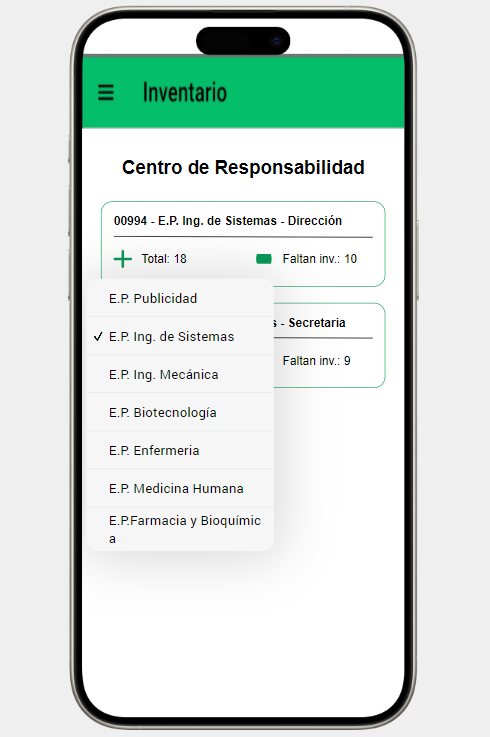 Inventario
Centro de Responsabilidad
00994 - E.P. Ing. de Sistemas - Dirección
Total: 18 Faltan inv.: 10
s - Secretaria
Faltan inv.: 9
E.P. Publicidad
E.P. Ing. de Sistemas
E.P. Ing. Mecánica
E.P. Biotecnología
E.P. Enfermeria
E.P. Medicina Humana
E.P.Farmacia y Bioquímic
a